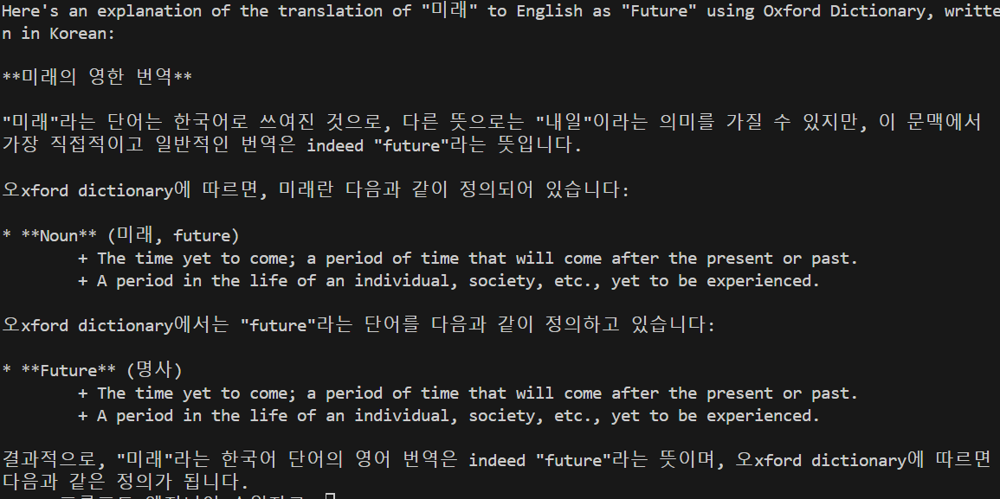 Here's an explanation of the translation of "미래" to English as "Future" using Oxford Dictionary, writte
n in Korean:
**미래의 영한 번역**
"미래"라는 단어는 한국어로 쓰여진 것으로, 다른 뜻으로는 "내일"이라는 의미를 가질 수 있지만, 이 문맥에서
가장 직접적이고 일반적인 번역은 indeed "future"라는 뜻입니다.
오xford dictionary에 따르면, 미래란 다음과 같이 정의되어 있습니다:
* **Noun** (미래, future)
+ The time yet to come; a period of time that will come after the present or past.
+ A period in the life of an individual, society, etc., yet to be experienced.
오xford dictionary에서는 "future"라는 단어를 다음과 같이 정의하고 있습니다:
* **Future** (명사)
+ The time yet to come; a period of time that will come after the present or past.
+ A period in the life of an individual, society, etc., yet to be experienced.
결과적으로, "미래"라는 한국어 단어의 영어 번역은 indeed "future"라는 뜻이며, 오xford dictionary에 따르면
다음과 같은 정의가 됩니다.